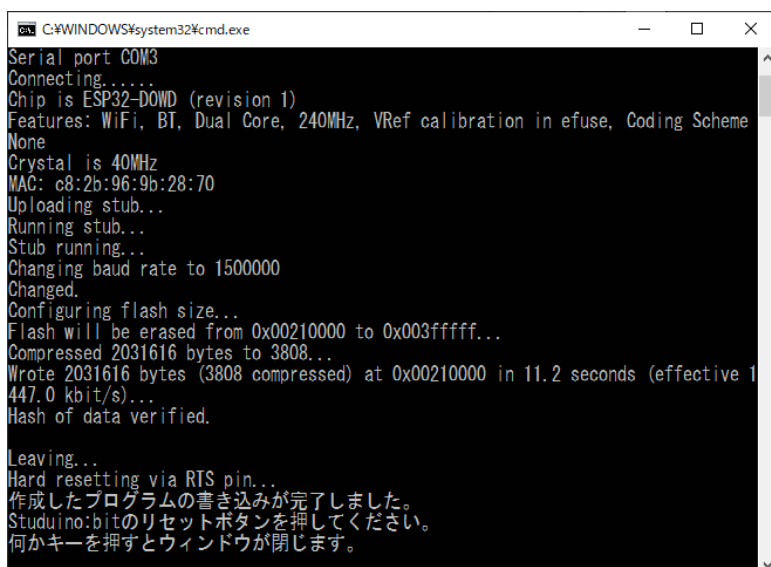 C:¥WINDOWS¥system32¥cmd.exe
Serial port COM3
Connecting......
Chip is ESP32-D0WD (revision 1)
Features: WiFi, BT, Dual Core, 240MHz, VRef calibration in efuse, Coding Scheme
None
Crystal is 40MHz
MAC: c8:2b:96:9b:28:70
Uploading stub...
Running stub...
Stub running...
Changing baud rate to 1500000
Changed.
Configuring flash size...
Flash will be erased from 0x00210000 to 0x003fffff...
Compressed 2031616 bytes to 3808...
Wrote 2031616 bytes (3808 compressed) at 0x00210000 in 11.2 seconds (effective 1
447.0 kbit/s)...
Hash of data verified.
Leaving...
Hard resetting via RTS pin...
作成したプログラムの書き込みが完了しました。
Studuino:bitのリセットボタンを押してください。
何かキーを押すとウィンドウが閉じます。